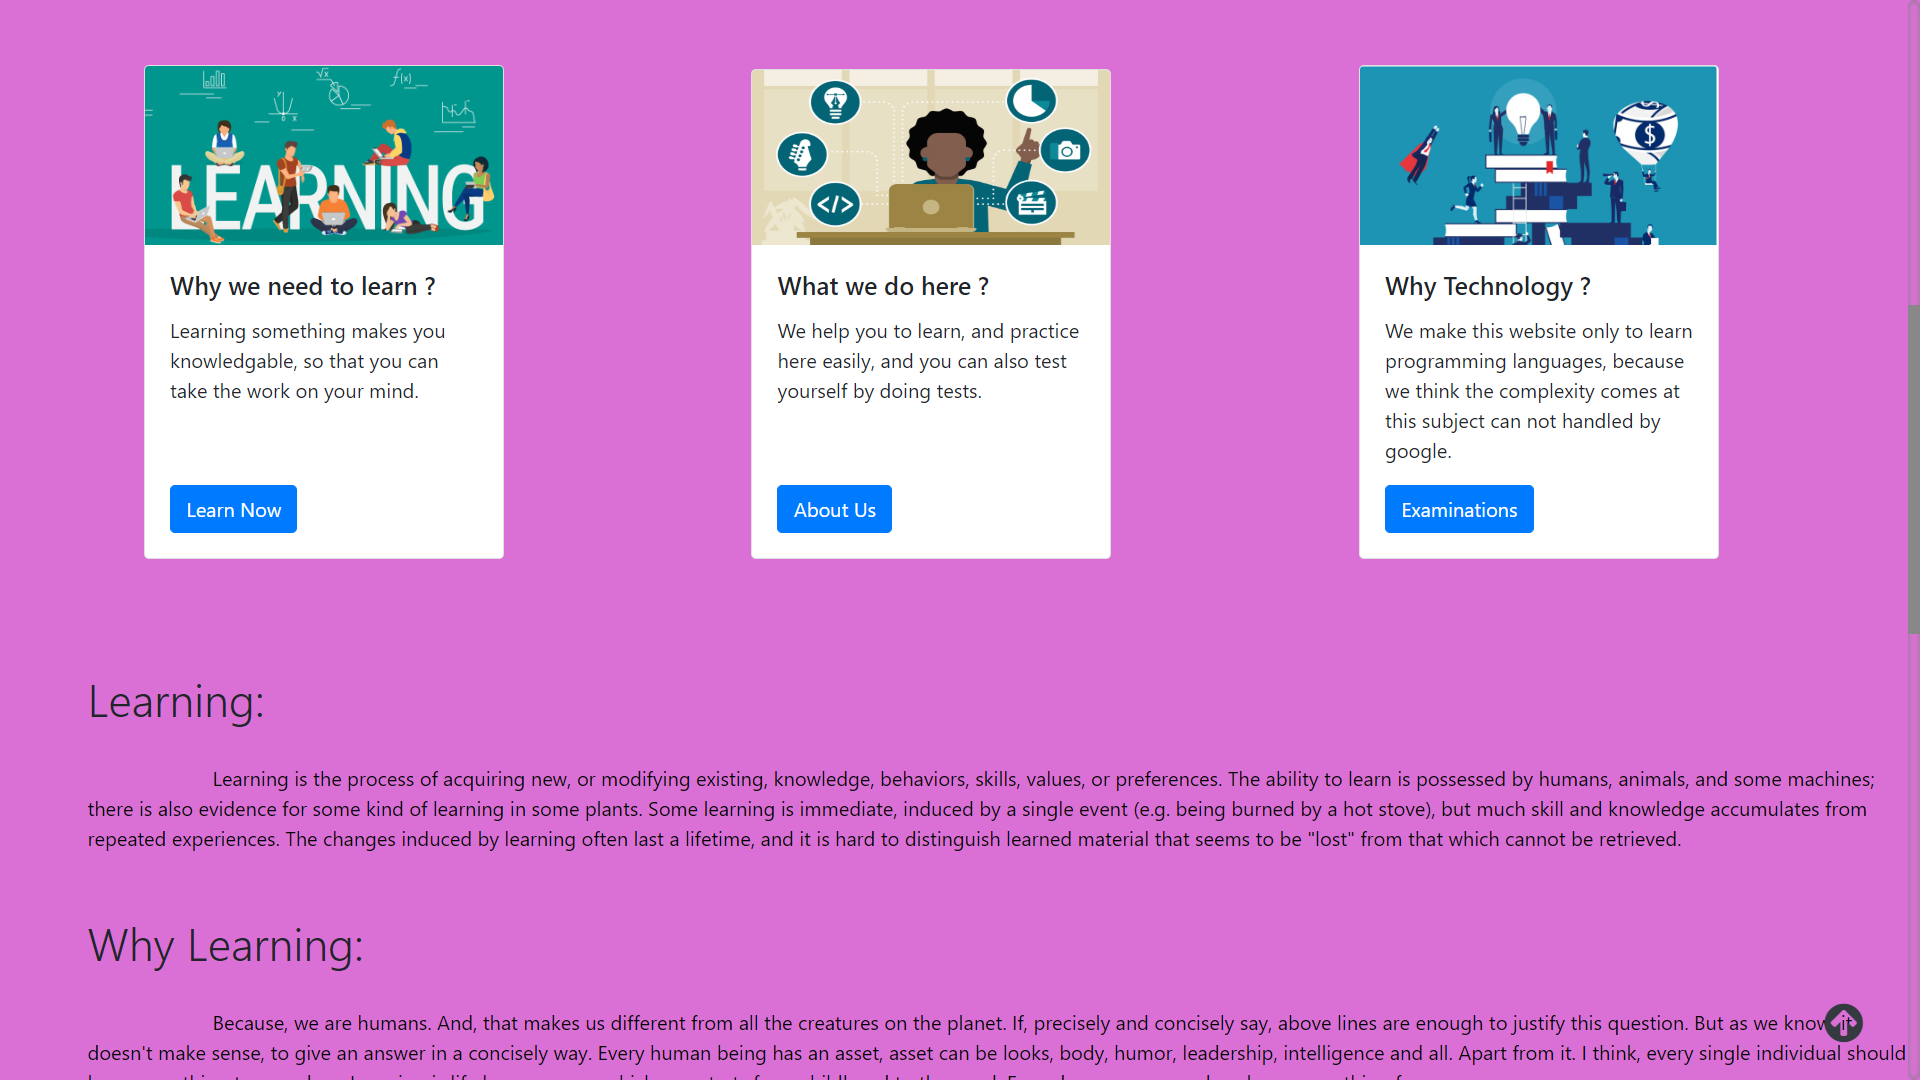 √x
f(x)
y
0 x
LEARNING
</>
$
Why we need to learn ?
Learning something makes you
knowledgable, so that you can
take the work on your mind.
Learn Now
What we do here ?
We help you to learn, and practice
here easily, and you can also test
yourself by doing tests.
About Us
Why Technology ?
We make this website only to learn
programming languages, because
we think the complexity comes at
this subject can not handled by
google.
Examinations
Learning:
Learning is the process of acquiring new, or modifying existing, knowledge, behaviors, skills, values, or preferences. The ability to learn is possessed by humans, animals, and some machines;
there is also evidence for some kind of learning in some plants. Some learning is immediate, induced by a single event (e.g. being burned by a hot stove), but much skill and knowledge accumulates from
repeated experiences. The changes induced by learning often last a lifetime, and it is hard to distinguish learned material that seems to be "lost" from that which cannot be retrieved.
Why Learning:
Because, we are humans. And, that makes us different from all the creatures on the planet. If, precisely and concisely say, above lines are enough to justify this question. But as we know it
doesn't make sense, to give an answer in a concisely way. Every human being has an asset, asset can be looks, body, humor, leadership, intelligence and all. Apart from it. I think, every single individual should